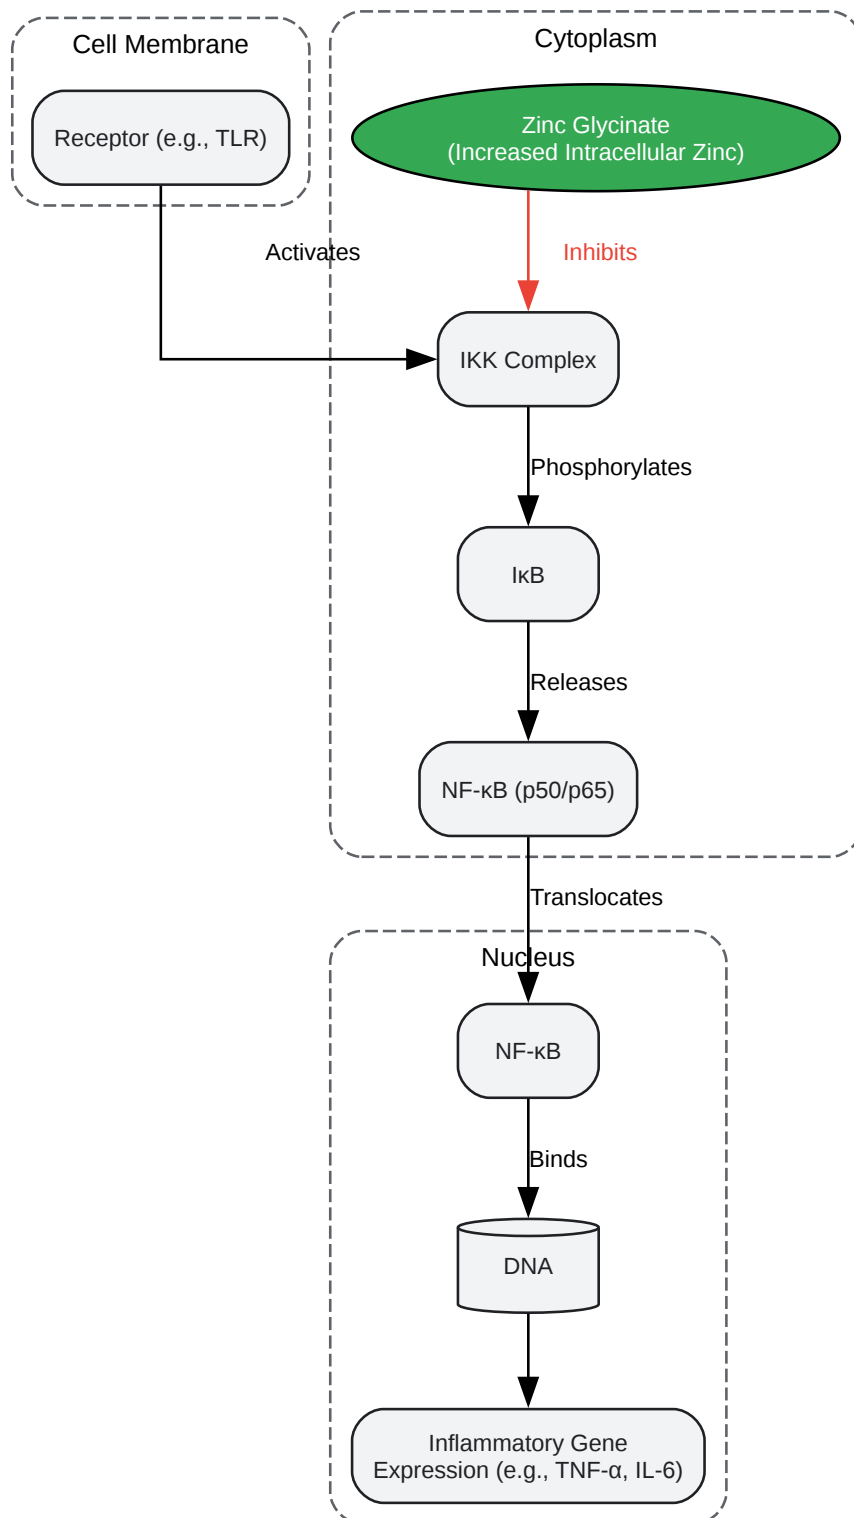 Cell Membrane
Cytoplasm
Receptor (e.g., TLR)
Zinc Glycinate
(Increased Intracellular Zinc)
Activates
Inhibits
IKK Complex
Phosphorylates
IκB
Releases
NF-κB (p50/p65)
Translocates
Nucleus
NF-κB
Binds
DNA
Inflammatory Gene
Expression (e.g., TNF-α, IL-6)